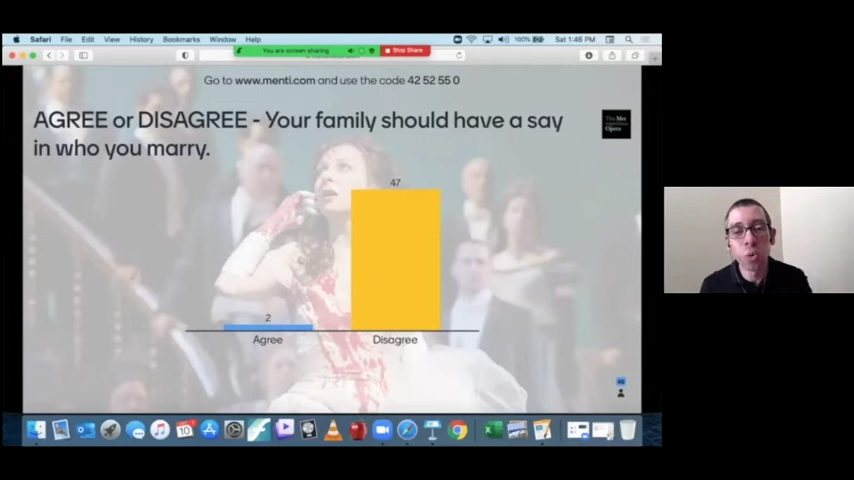 Safari File Edit View History Bookmarks Window Help
100%
Sat 1:46 PM
You are screen sharing
Stop Share
Go to www.menti.com and use the code 42 52 55 0
AGREE or DISAGREE - Your family should have a say
in who you marry.
The Met
Opera
47
2
Agree
Disagree
10